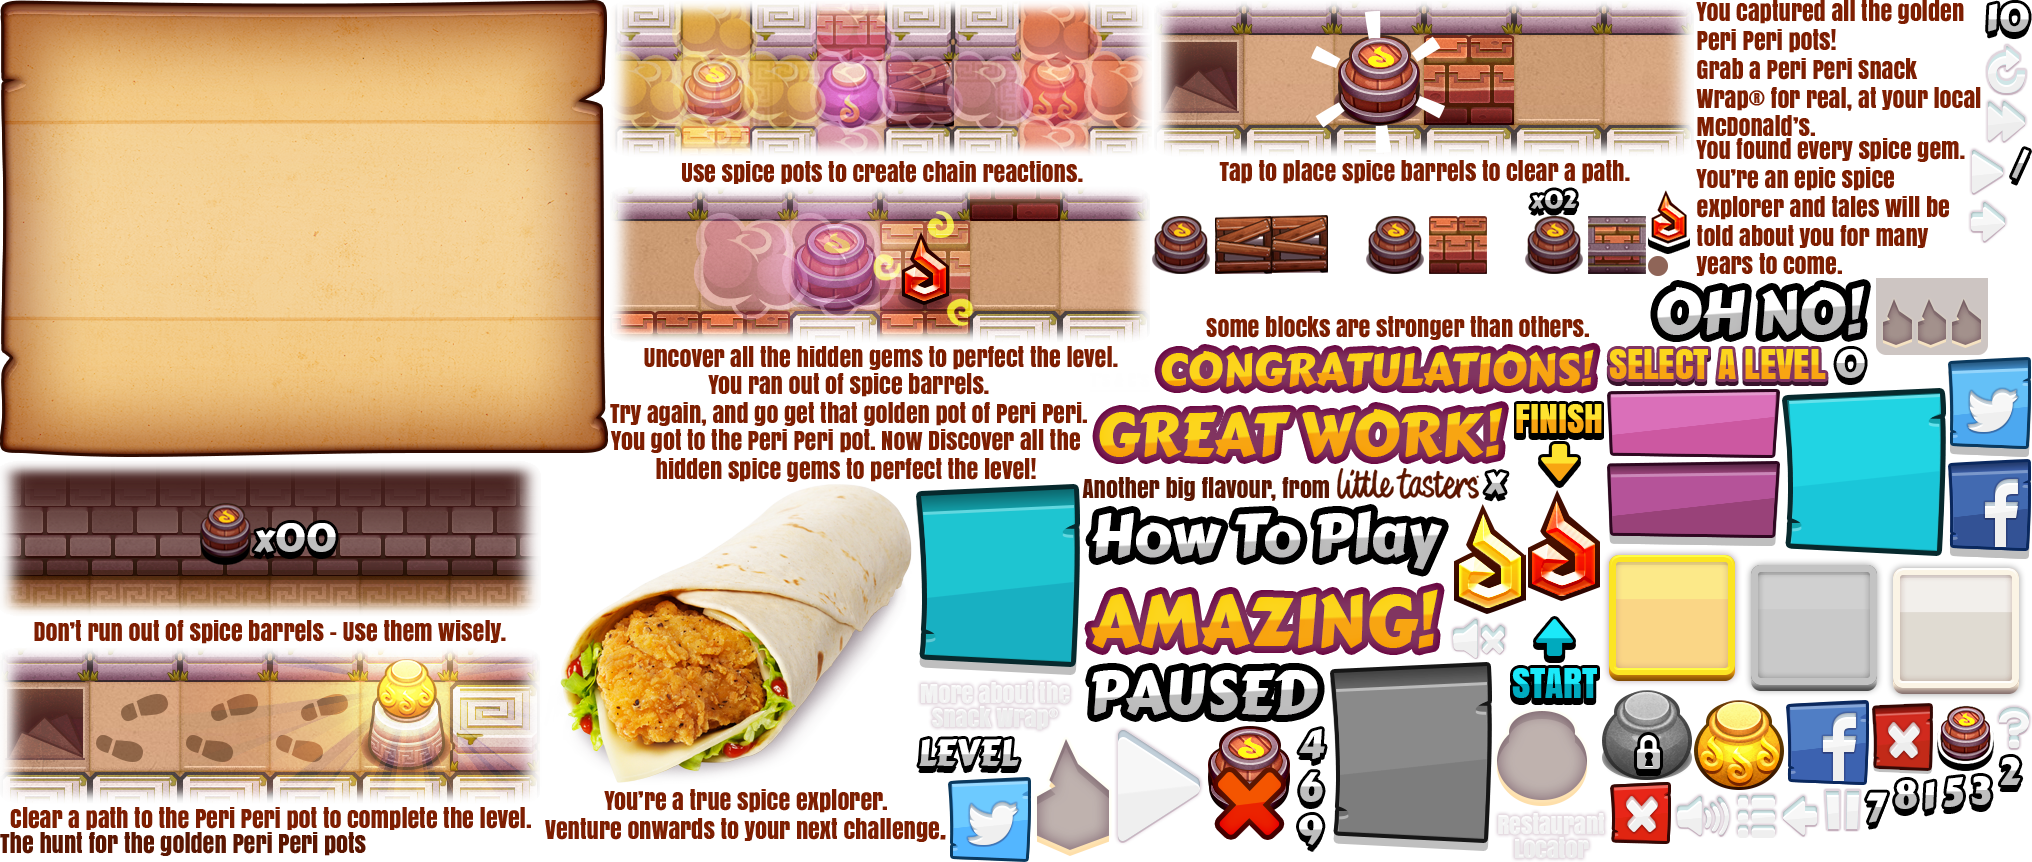 Use spice pots to create chain reactions.
Tap to place spice barrels to clear a path.
You captured all the golden
Peri Peri pots!
Grab a Peri Peri Snack
Wrap® for real, at your local
McDonald's.
You found every spice gem.
You're an epic spice
explorer and tales will be
told about you for many
years to come.
10
/
x02
Some blocks are stronger than others.
OH NO!
Uncover all the hidden gems to perfect the level.
You ran out of spice barrels.
Try again, and go get that golden pot of Peri Peri.
You got to the Peri Peri pot. Now Discover all the
hidden spice gems to perfect the level!
CONGRATULATIONS!
SELECT A LEVEL
0
GREAT WORK!
FINISH
Another big flavour, from little tasters
x
How To Play
x00
Don't run out of spice barrels - Use them wisely.
AMAZING!
START
PAUSED
More about the
Snack Wrap®
LEVEL
4
6
9
You're a true spice explorer.
Venture onwards to your next challenge.
Clear a path to the Peri Peri pot to complete the level.
The hunt for the golden Peri Peri pots
Restaurant
Locator
f
f
?
2
7 8 1 5 3